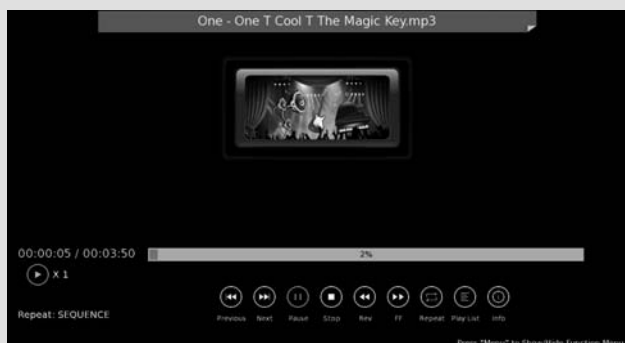 One - One T Cool T The Magic Key.mp3
00:00:05 / 00:03:50
2%
X 1
Repeat: SEQUENCE
Previous Next Pause Stop Rev FF Repeat Play List Info
Press "Menu" to Show/Hide Function Menu